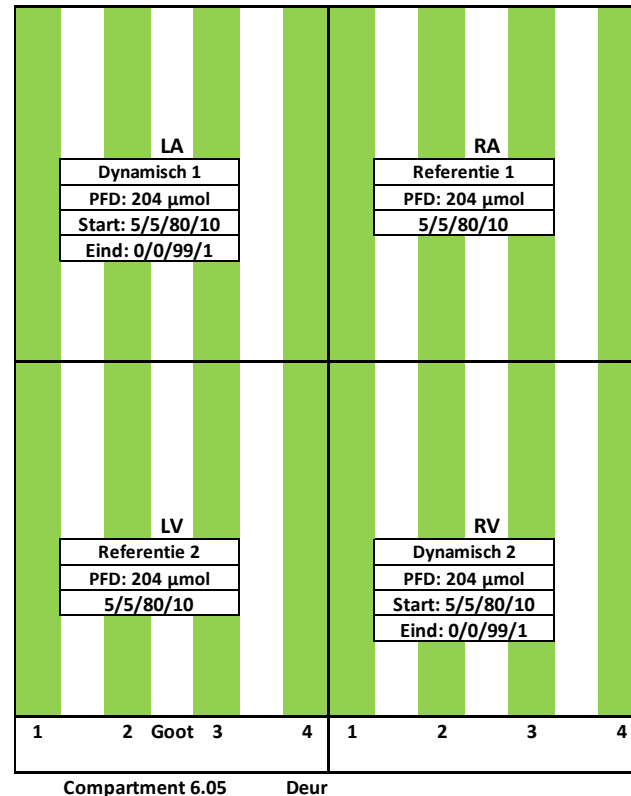 LA
Dynamisch 1
PFD: 204 µmol
Start: 5/5/80/10
Eind: 0/0/99/1
RA
Referentie 1
PFD: 204 µmol
5/5/80/10
LV
Referentie 2
PFD: 204 µmol
5/5/80/10
RV
Dynamisch 2
PFD: 204 µmol
Start: 5/5/80/10
Eind: 0/0/99/1
1 2 Goot 3 4 1 2 3 4
Compartment 6.05 Deur